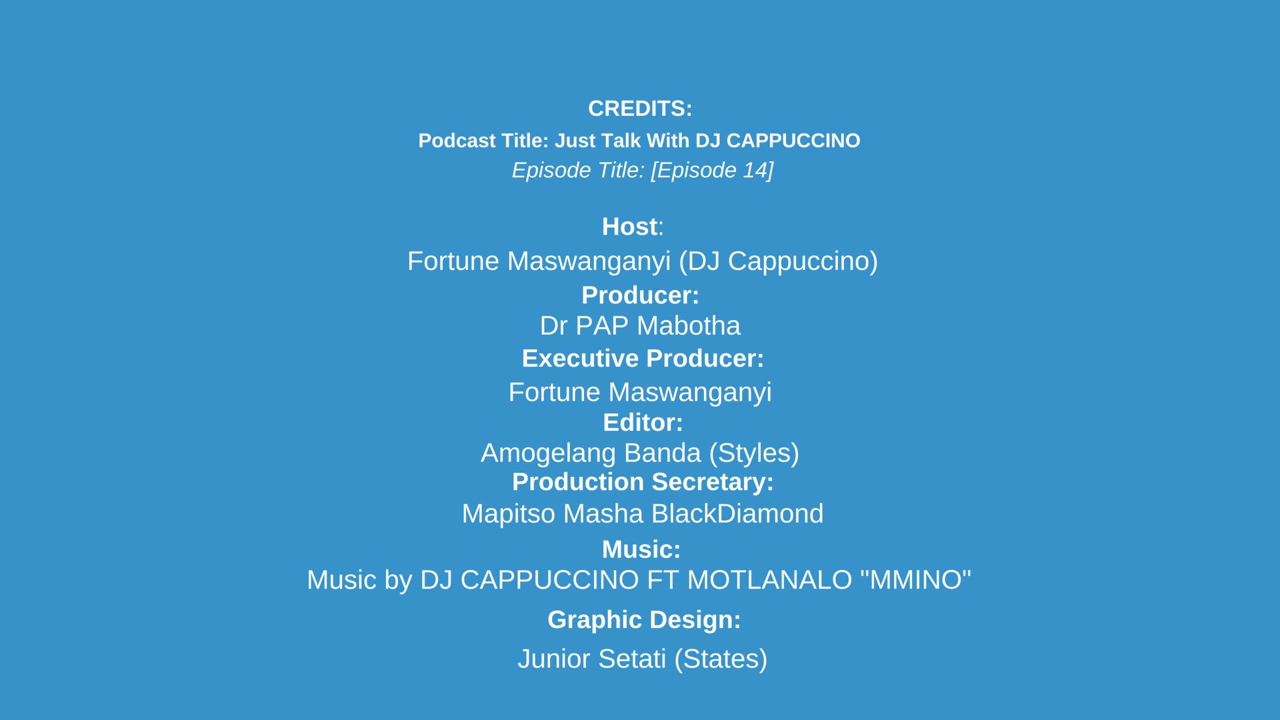 CREDITS:
Podcast Title: Just Talk With DJ CAPPUCCINO
Episode Title: [Episode 14]
Host:
Fortune Maswanganyi (DJ Cappuccino)
Producer:
Dr PAP Mabotha
Executive Producer:
Fortune Maswanganyi
Editor:
Amogelang Banda (Styles)
Production Secretary:
Mapitso Masha BlackDiamond
Music:
Music by DJ CAPPUCCINO FT MOTLANALO "MMINO"
Graphic Design:
Junior Setati (States)